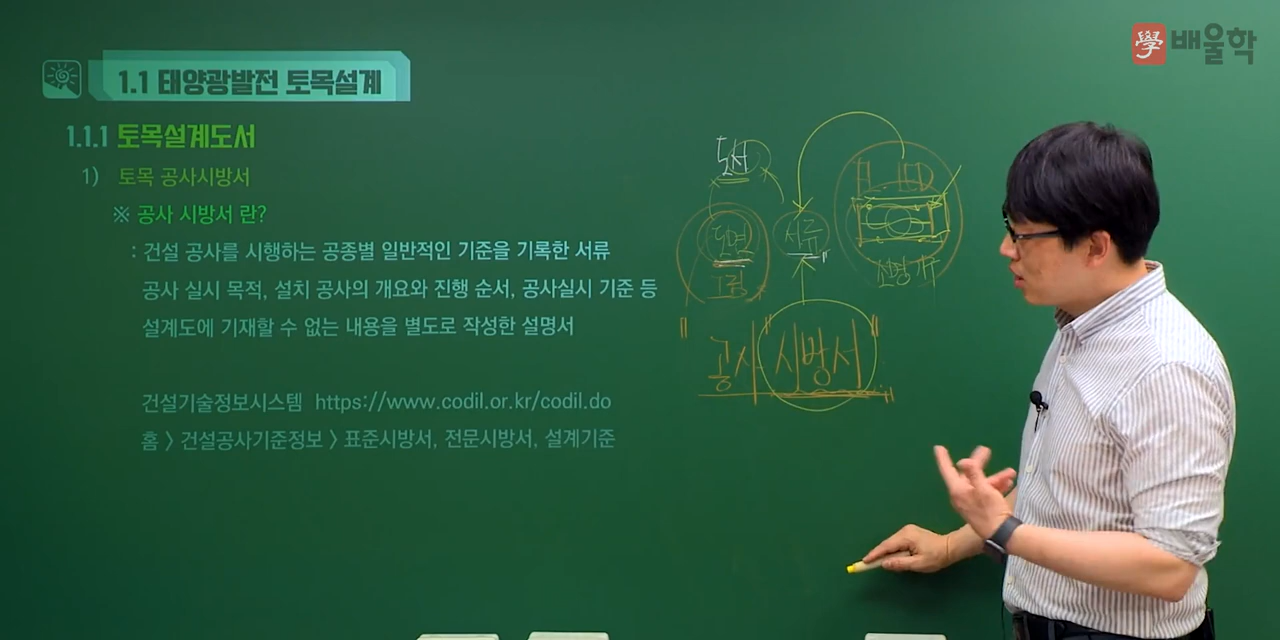 學 배울학
1.1 태양광발전 토목설계
1.1.1 토목설계도서
1) 토목 공사시방서
※ 공사 시방서 란?
: 건설 공사를 시행하는 공종별 일반적인 기준을 기록한 서류
공사 실시 목적, 설치 공사의 개요와 진행 순서, 공사실시 기준 등
설계도에 기재할 수 없는 내용을 별도로 작성한 설명서
건설기술정보시스템 https://www.codil.or.kr/codil.do
홈 > 건설공사기준정보 > 표준시방서, 전문시방서, 설계기준
도서
도면 서류
그림
"공사 "시방서"